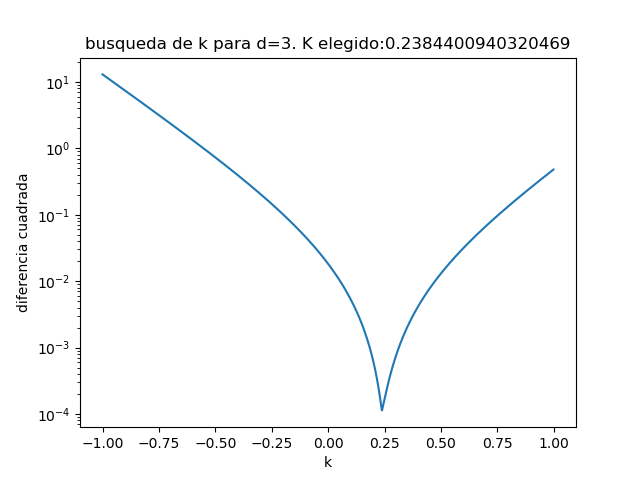 busqueda de k para d=3. K elegido:0.2384400940320469
10¹
10⁰
10⁻¹
10⁻²
10⁻³
10⁻⁴
diferencia cuadrada
−1.00 −0.75 −0.50 −0.25 0.00 0.25 0.50 0.75 1.00
k